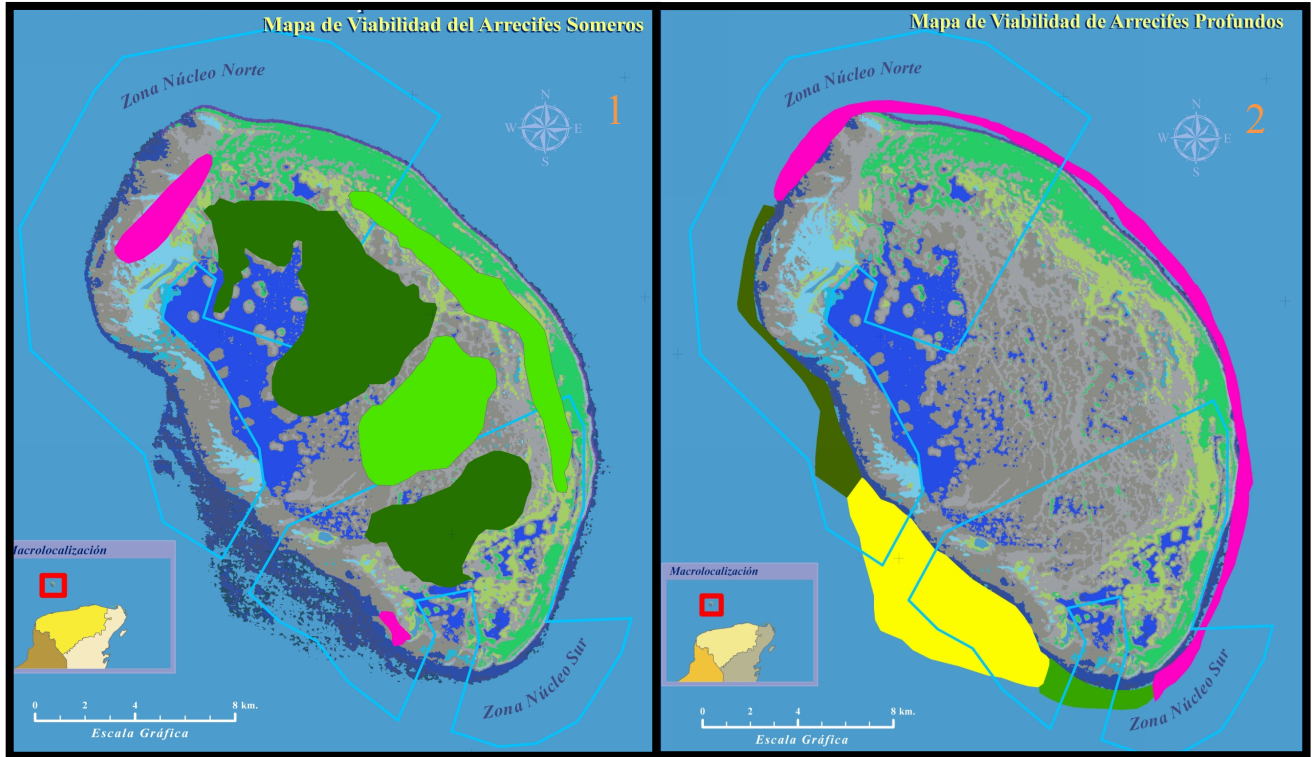 Mapa de Viabilidad del Arrecifes Someros
Zona Núcleo Norte
1
N
W E
S
Macrolocalización
0 2 4 8 km.
Escala Gráfica
Zona Núcleo Sur
Mapa de Viabilidad de Arrecifes Profundos
Zona Núcleo Norte
2
N
W E
S
Macrolocalización
0 2 4 8 km.
Escala Gráfica
Zona Núcleo Sur